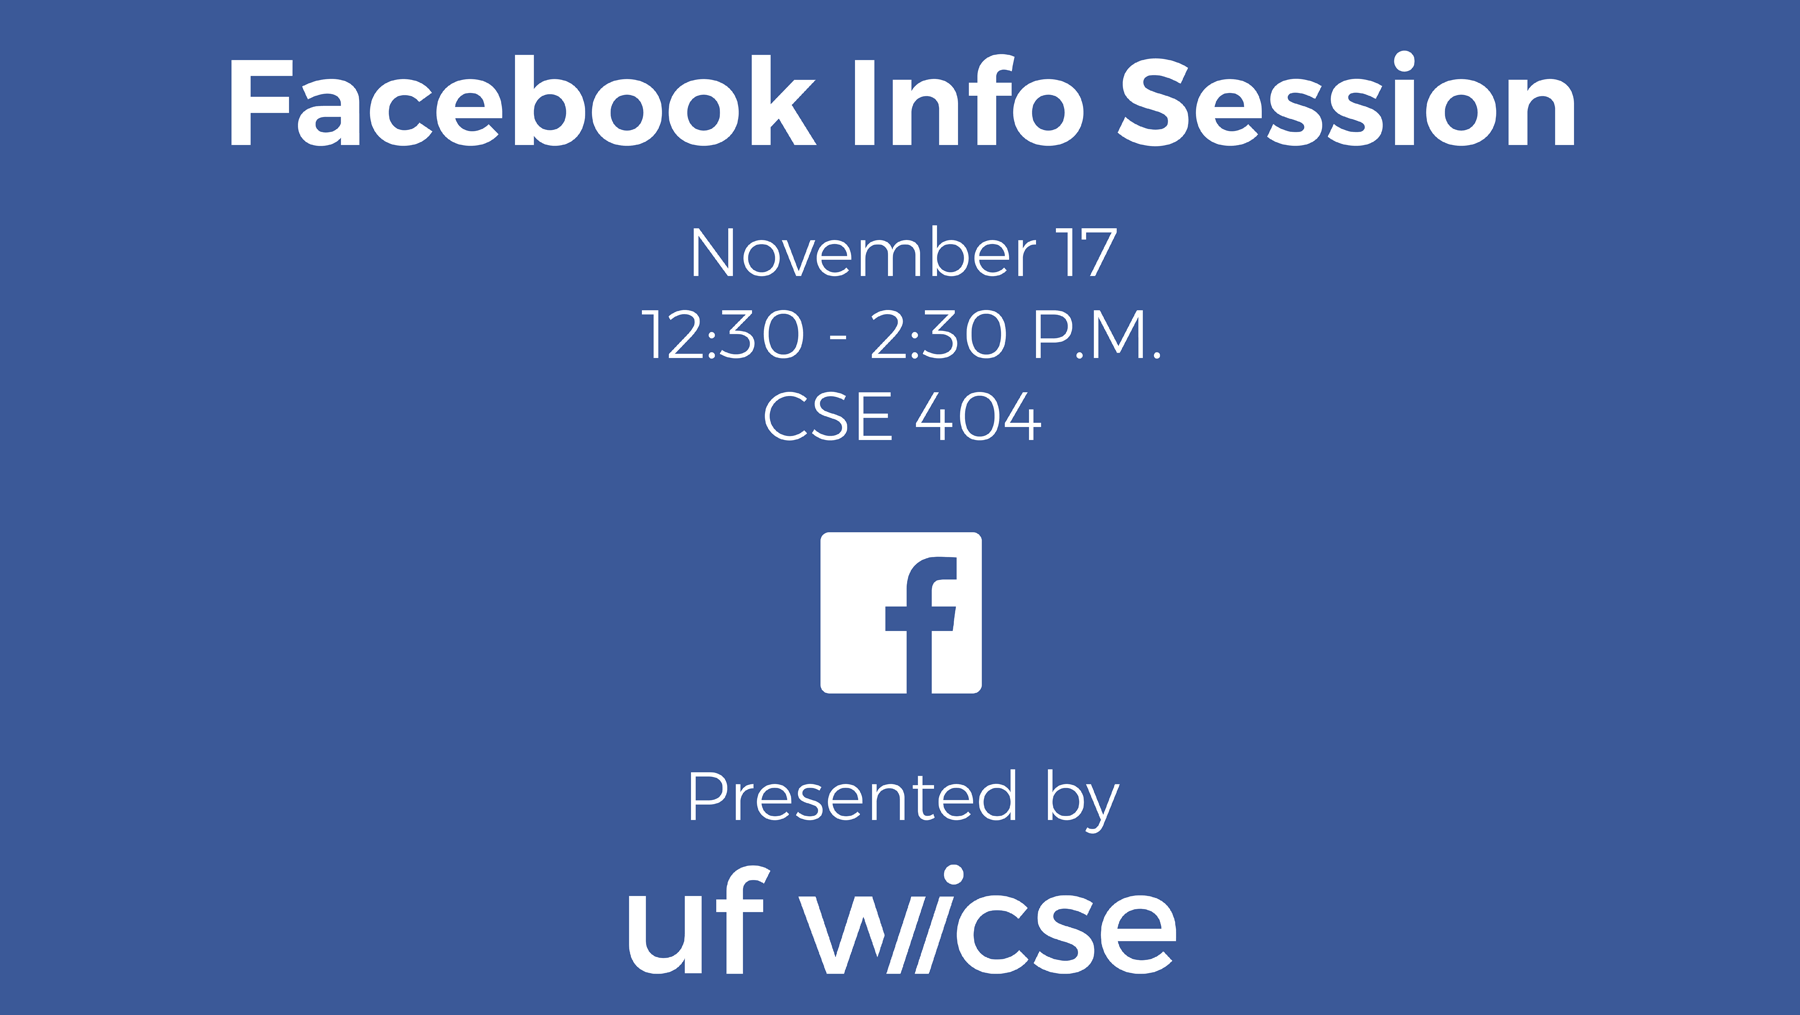 Facebook Info Session
November 17
12:30 - 2:30 P.M.
CSE 404
f
Presented by
uf wicse